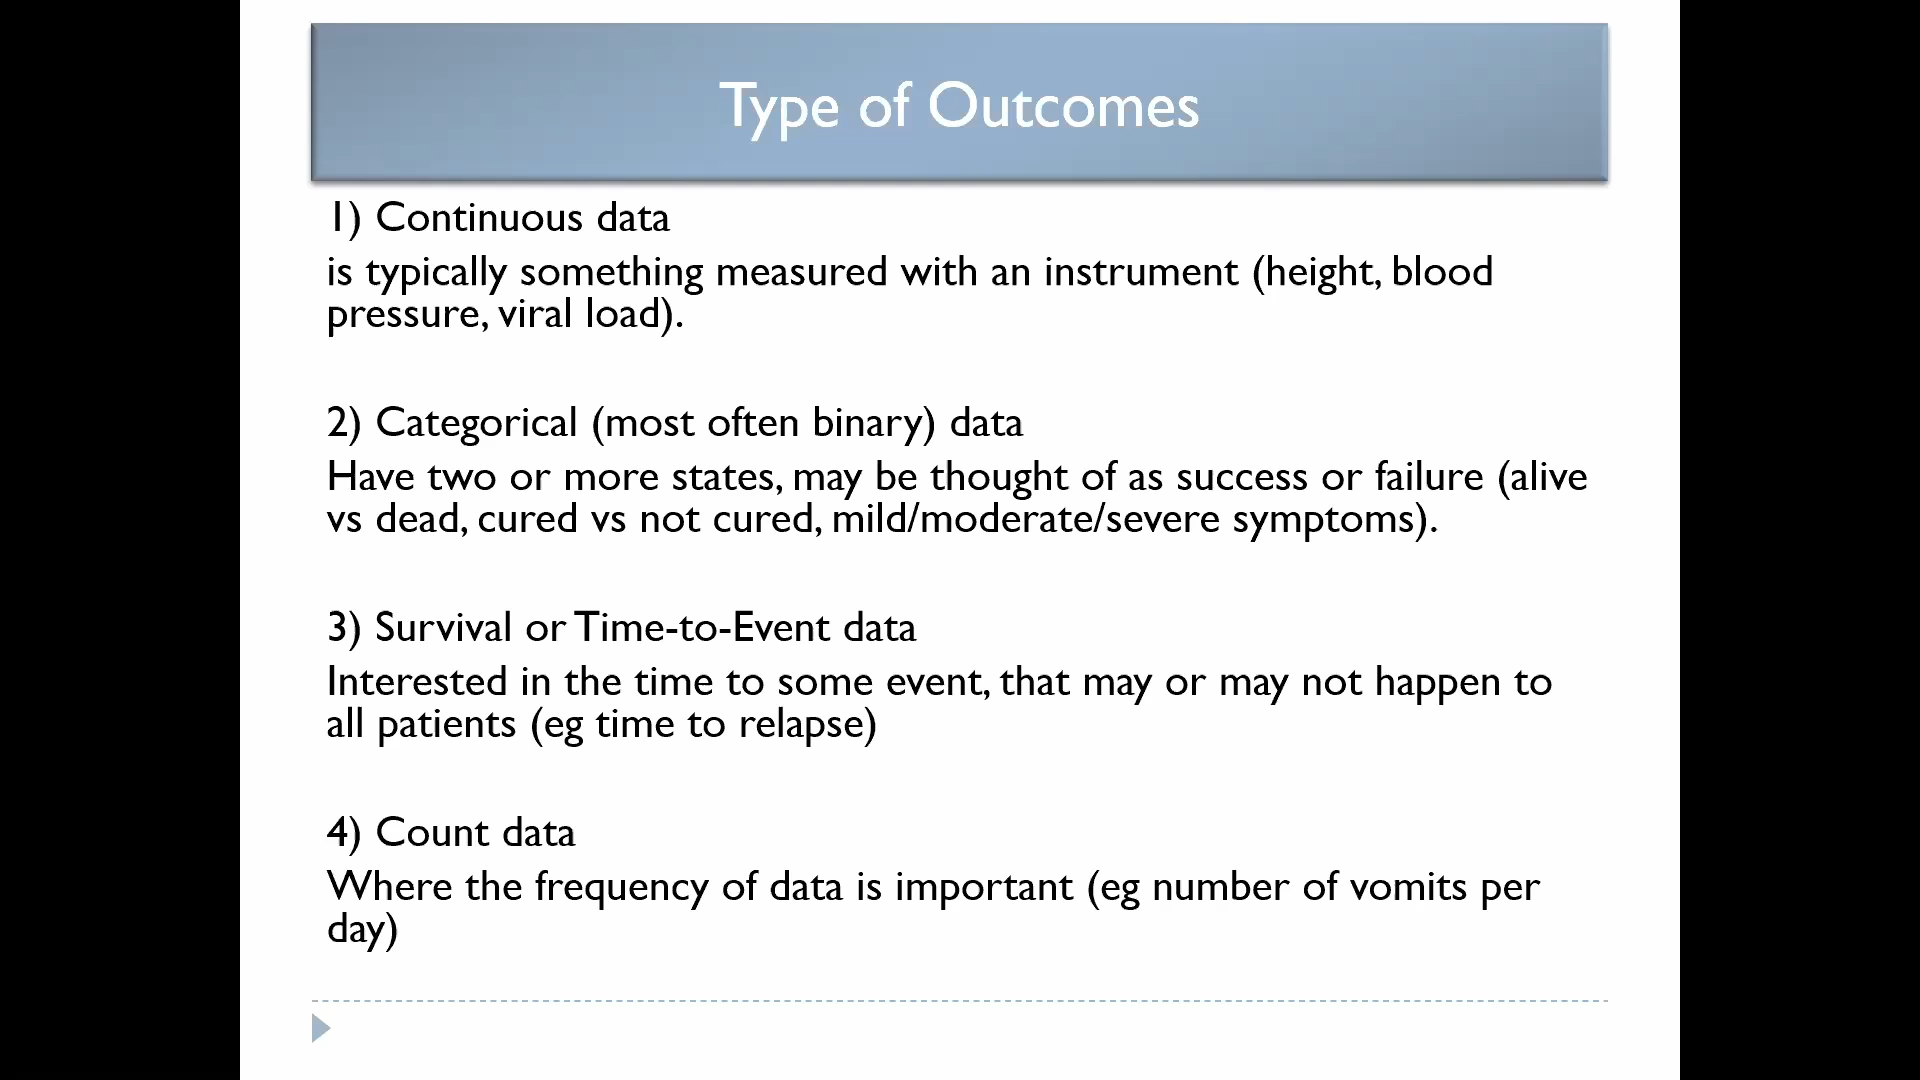 Type of Outcomes
1) Continuous data
is typically something measured with an instrument (height, blood
pressure, viral load).
2) Categorical (most often binary) data
Have two or more states, may be thought of as success or failure (alive
vs dead, cured vs not cured, mild/moderate/severe symptoms).
3) Survival or Time-to-Event data
Interested in the time to some event, that may or may not happen to
all patients (eg time to relapse)
4) Count data
Where the frequency of data is important (eg number of vomits per
day)